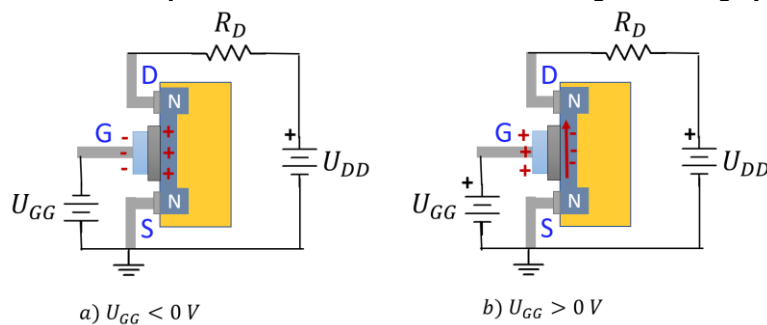 R_D
D
N
G
- + 
- +
- +
+
U_DD
U_GG
N
S
a) U_GG < 0 V
R_D
D
N
G
+ -
+ -
+ -
+
U_DD
+
U_GG
N
S
b) U_GG > 0 V